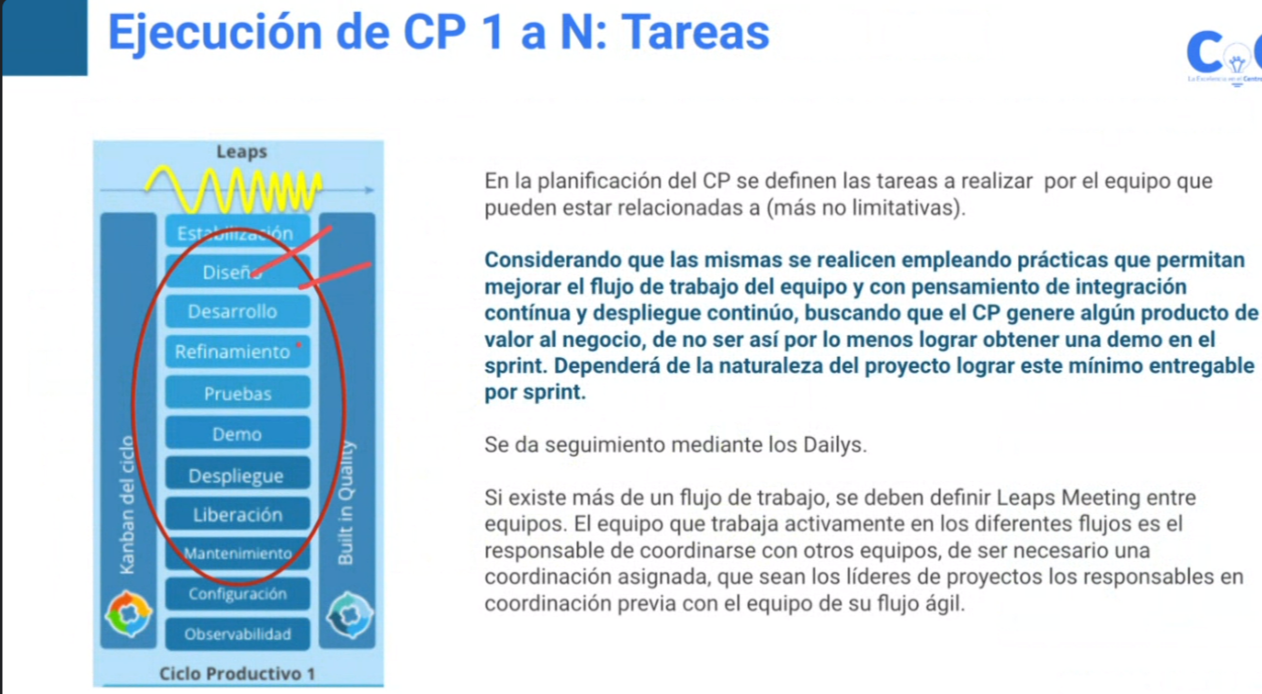 Ejecución de CP 1 a N: Tareas
Leaps
Estabilización
Diseño
Desarrollo
Refinamiento
Pruebas
Demo
Despliegue
Liberación
Mantenimiento
Configuración
Observabilidad
Kanban del ciclo
Built in Quality
Ciclo Productivo 1
En la planificación del CP se definen las tareas a realizar por el equipo que
pueden estar relacionadas a (más no limitativas).
Considerando que las mismas se realicen empleando prácticas que permitan
mejorar el flujo de trabajo del equipo y con pensamiento de integración
contínua y despliegue continúo, buscando que el CP genere algún producto de
valor al negocio, de no ser así por lo menos lograr obtener una demo en el
sprint. Dependerá de la naturaleza del proyecto lograr este mínimo entregable
por sprint.
Se da seguimiento mediante los Dailys.
Si existe más de un flujo de trabajo, se deben definir Leaps Meeting entre
equipos. El equipo que trabaja activamente en los diferentes flujos es el
responsable de coordinarse con otros equipos, de ser necesario una
coordinación asignada, que sean los líderes de proyectos los responsables en
coordinación previa con el equipo de su flujo ágil.